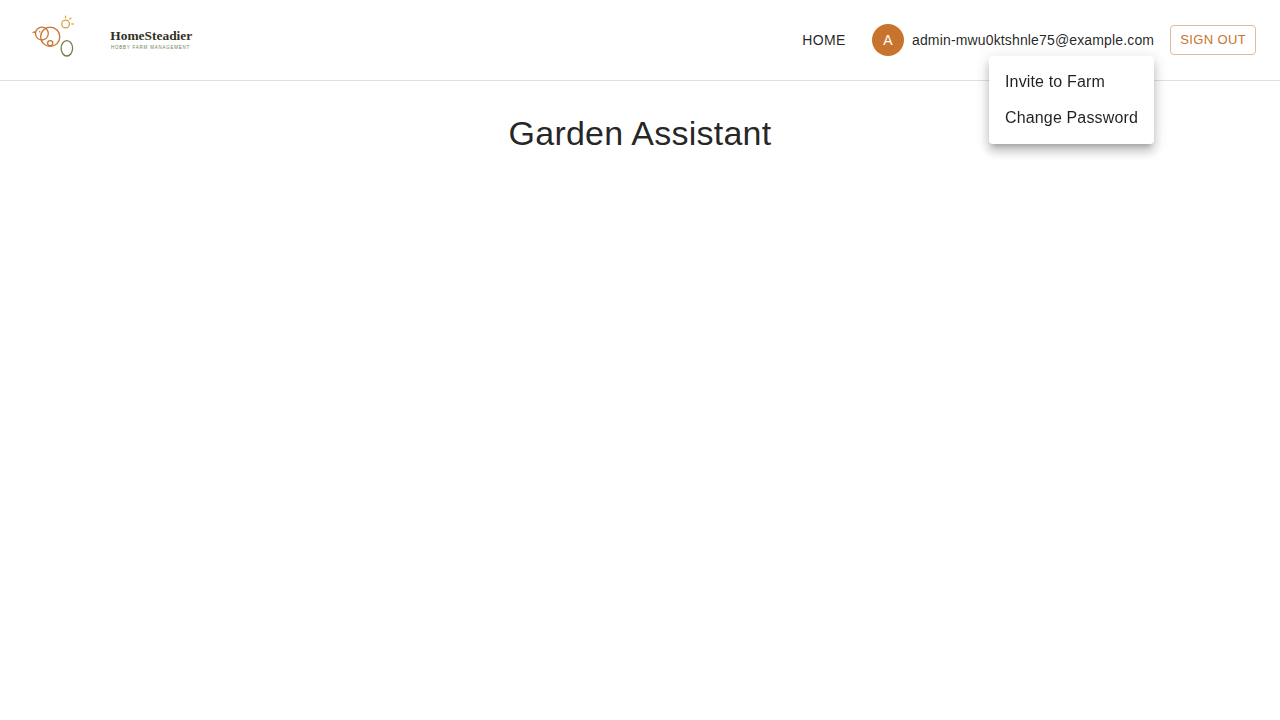 HomeSteadier
HOBBY FARM MANAGEMENT
HOME
A
admin-mwu0ktshnle75@example.com
SIGN OUT
Invite to Farm
Change Password
Garden Assistant